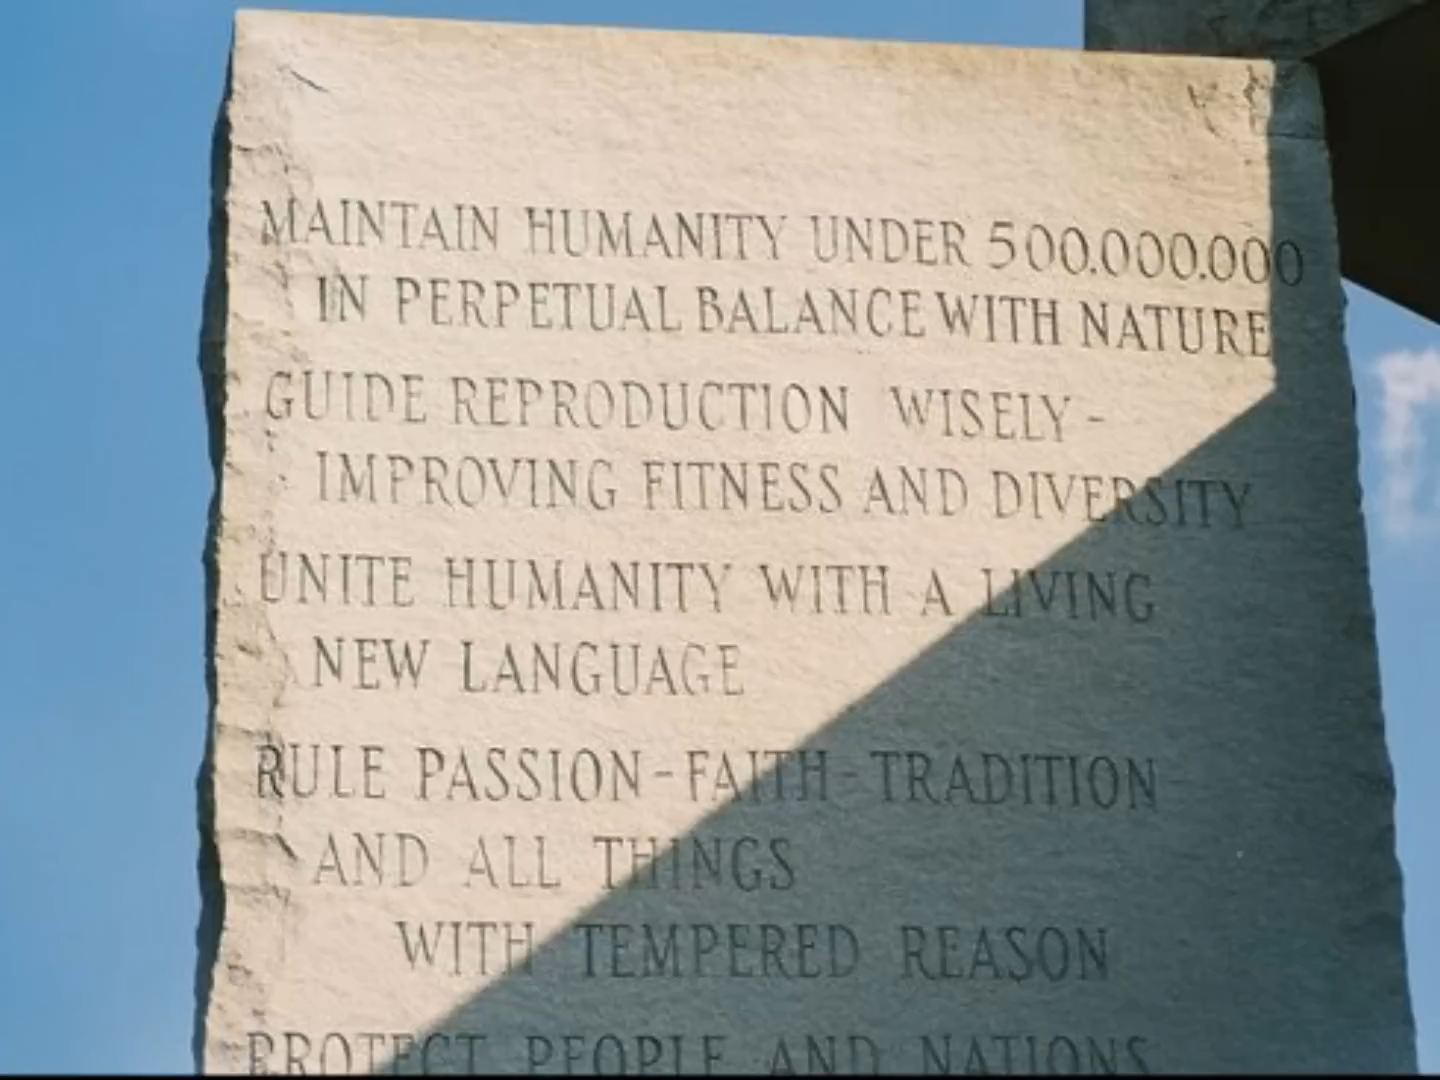 MAINTAIN HUMANITY UNDER 500.000.000
IN PERPETUAL BALANCE WITH NATURE
GUIDE REPRODUCTION WISELY -
IMPROVING FITNESS AND DIVERSITY
UNITE HUMANITY WITH A LIVING
NEW LANGUAGE
RULE PASSION - FAITH - TRADITION -
AND ALL THINGS
WITH TEMPERED REASON
PROTECT PEOPLE AND NATIONS